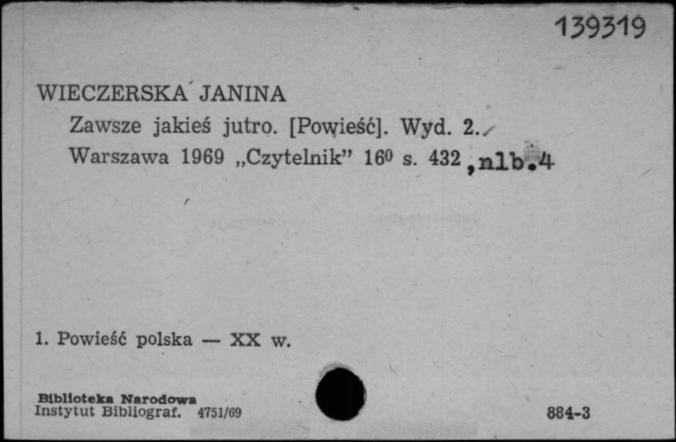 139319
WIECZERSKA JANINA
Zawsze jakieś jutro. [Powieść]. Wyd. 2.
Warszawa 1969 „Czytelnik” 16⁰ s. 432, nlb. 4
1. Powieść polska — XX w.
Biblioteka Narodowa
Instytut Bibliograf. 4751/69
884-3